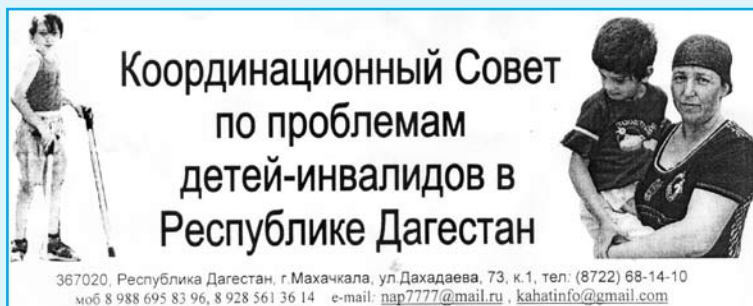 Координационный Совет
по проблемам
детей-инвалидов в
Республике Дагестан
367020, Республика Дагестан, г.Махачкала, ул.Дахадаева, 73, к.1, тел.: (8722) 68-14-10
моб 8 988 695 83 96, 8 928 561 36 14 e-mail: nap7777@mail.ru , kahatinfo@gmail.com